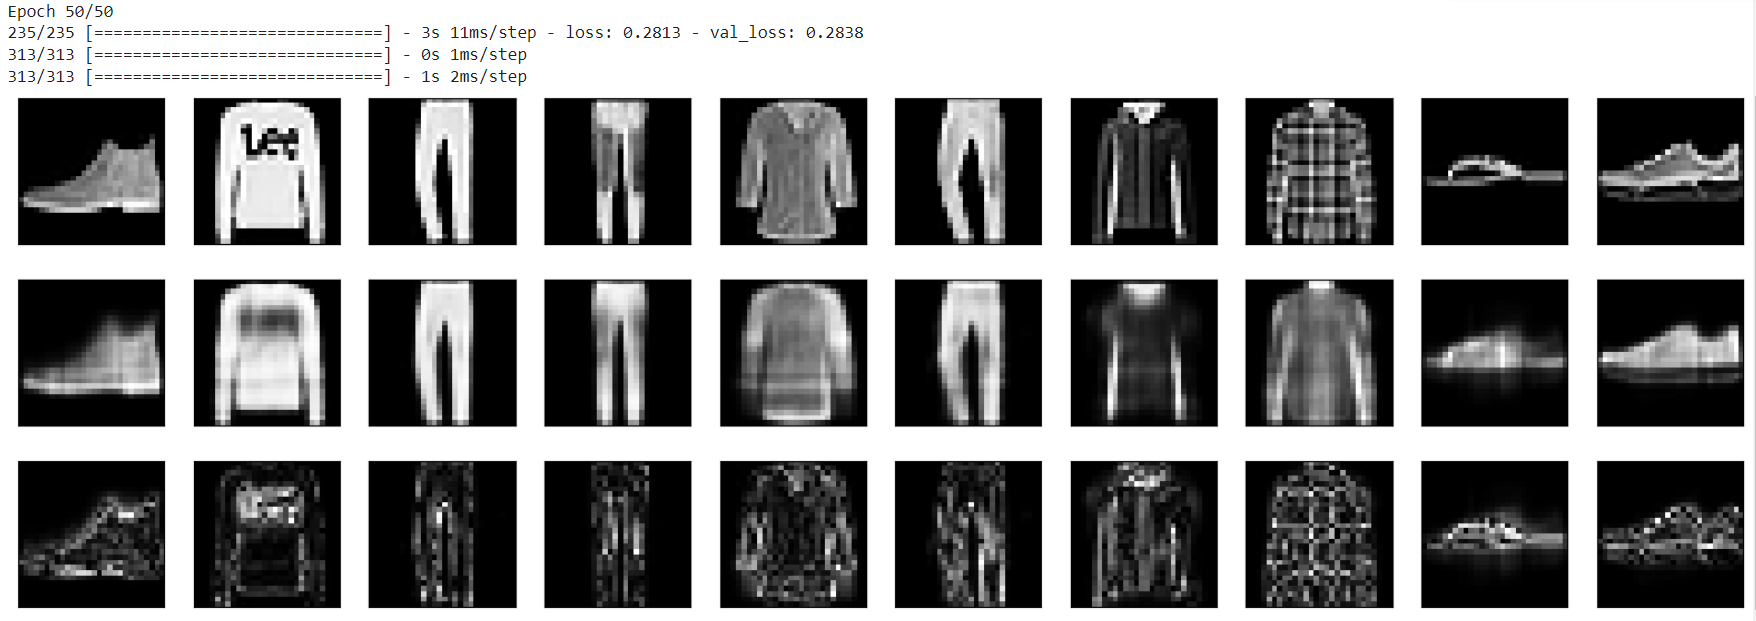 Epoch 50/50
235/235 [==============================] - 3s 11ms/step - loss: 0.2813 - val_loss: 0.2838
313/313 [==============================] - 0s 1ms/step
313/313 [==============================] - 1s 2ms/step
Lee